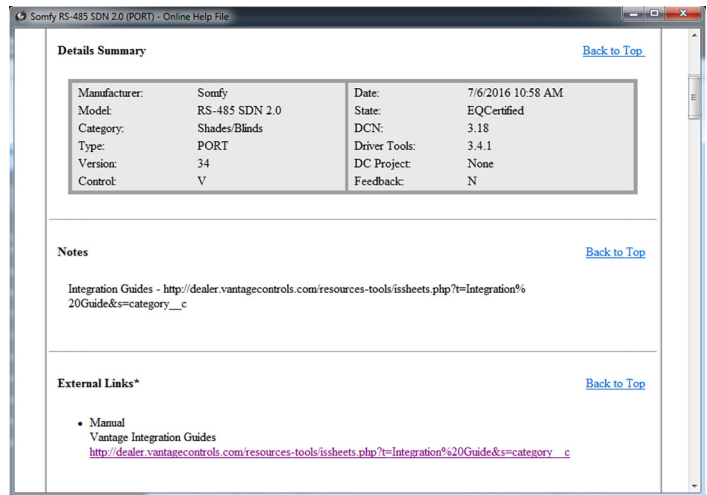 Somfy RS-485 SDN 2.0 (PORT) - Online Help File
Details Summary Back to Top
Manufacturer: Somfy Date: 7/6/2016 10:58 AM
Model: RS-485 SDN 2.0 State: EQCertified
Category: Shades/Blinds DCN: 3.18
Type: PORT Driver Tools: 3.4.1
Version: 34 DC Project: None
Control: V Feedback: N
Notes Back to Top
Integration Guides - http://dealer.vantagecontrols.com/resources-tools/issheets.php?t=Integration%
20Guide&s=category__c
External Links* Back to Top
• Manual
Vantage Integration Guides
http://dealer.vantagecontrols.com/resources-tools/issheets.php?t=Integration%20Guide&s=category__c